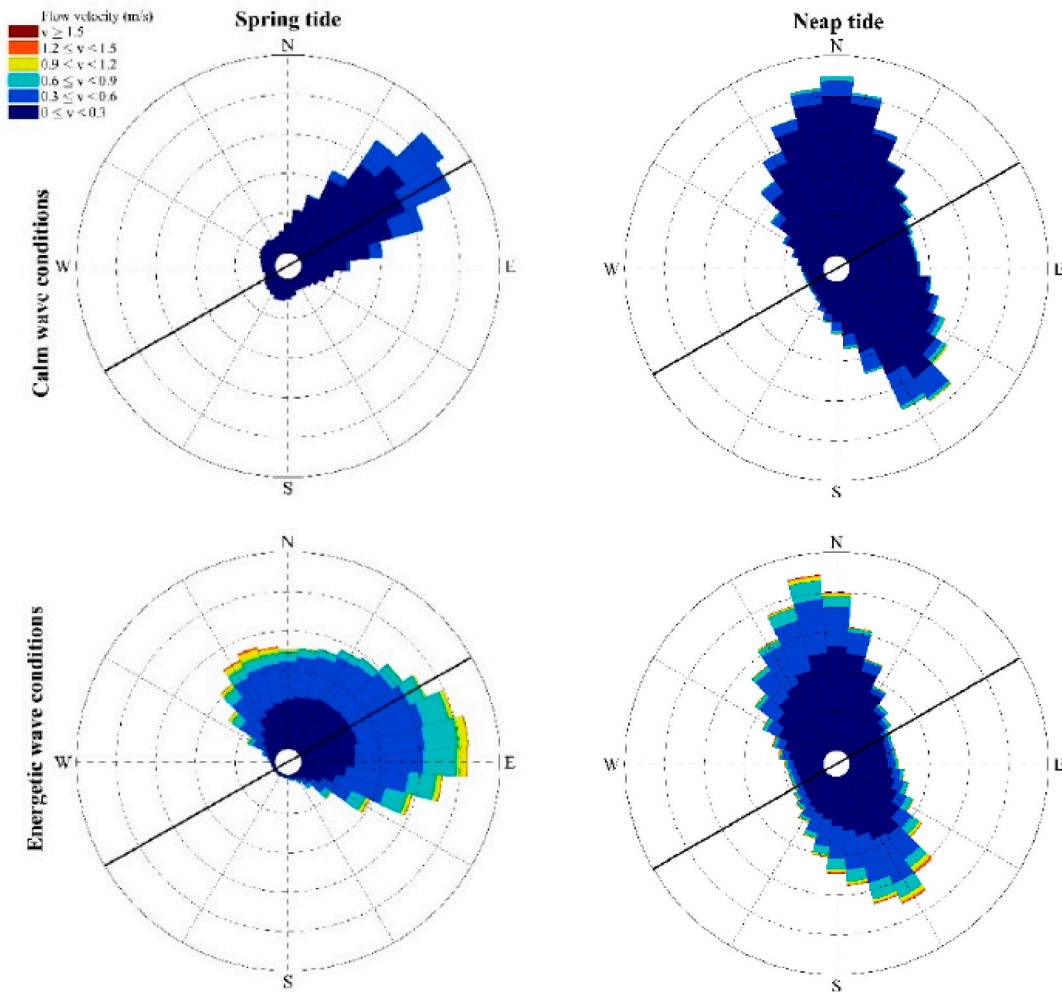 Flow velocity (m/s)
v ≥ 1.5
1.2 ≤ v < 1.5
0.9 < v < 1.2
0.6 ≤ v < 0.9
0.3 ≤ v < 0.6
0 ≤ v < 0.3
Spring tide
Neap tide
Calm wave conditions
N
W
E
S
N
W
E
S
Energetic wave conditions
N
W
E
S
N
W
E
S